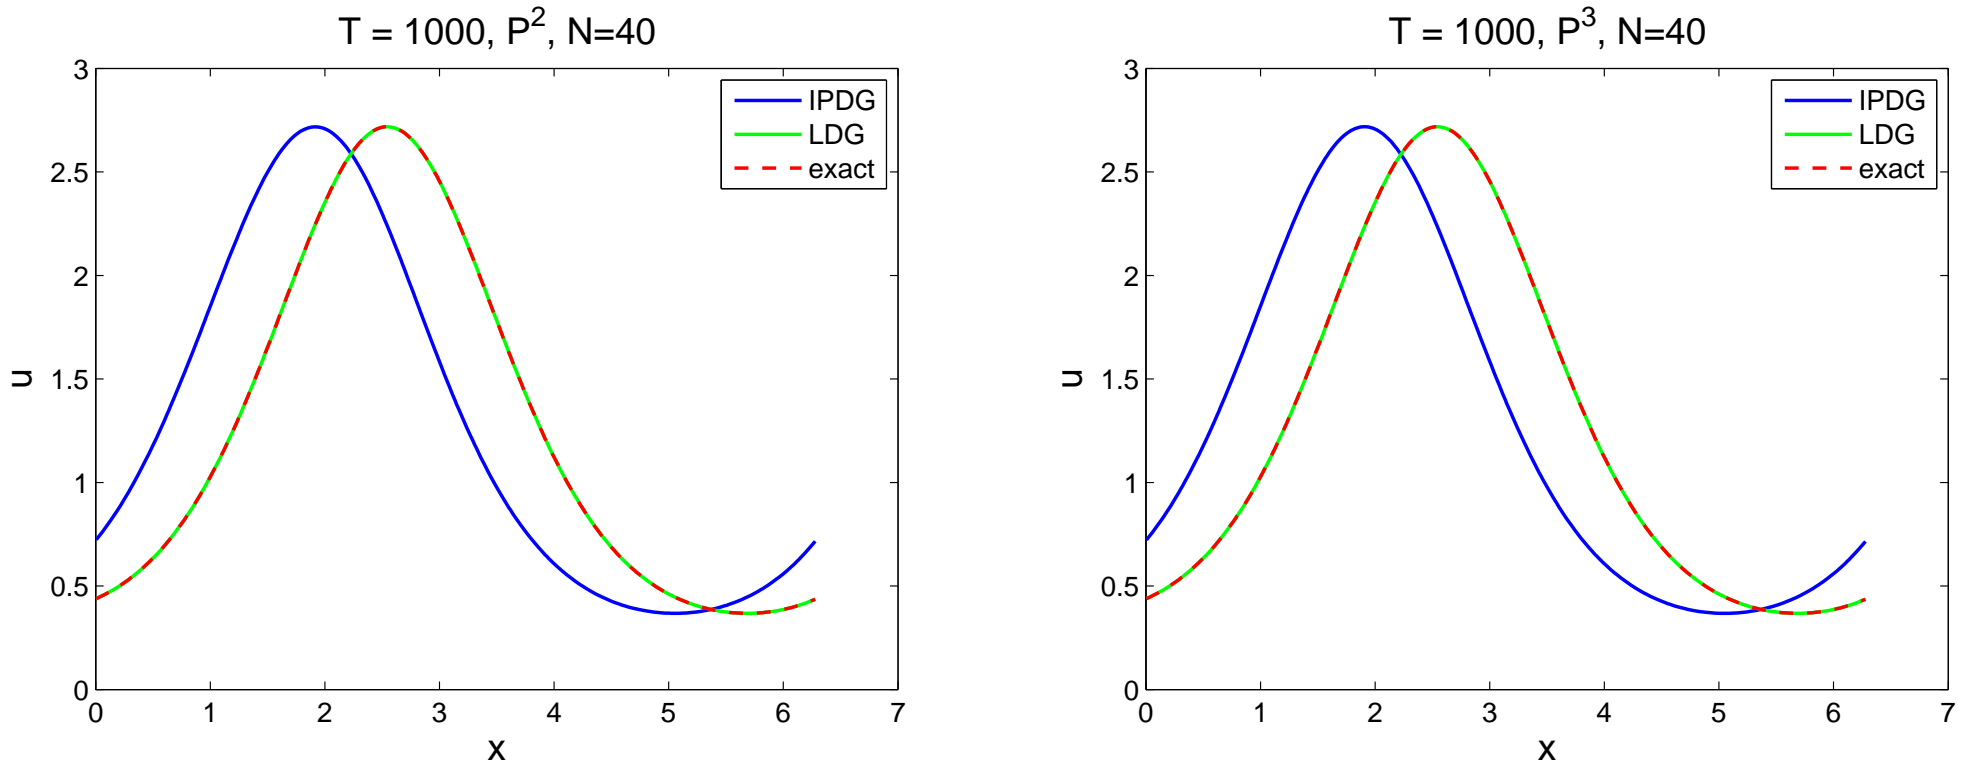 T = 1000, P², N=40
3
2.5
2
1.5
1
0.5
0
u
0 1 2 3 4 5 6 7
x
IPDG
LDG
exact
T = 1000, P³, N=40
3
2.5
2
1.5
1
0.5
0
u
0 1 2 3 4 5 6 7
x
IPDG
LDG
exact